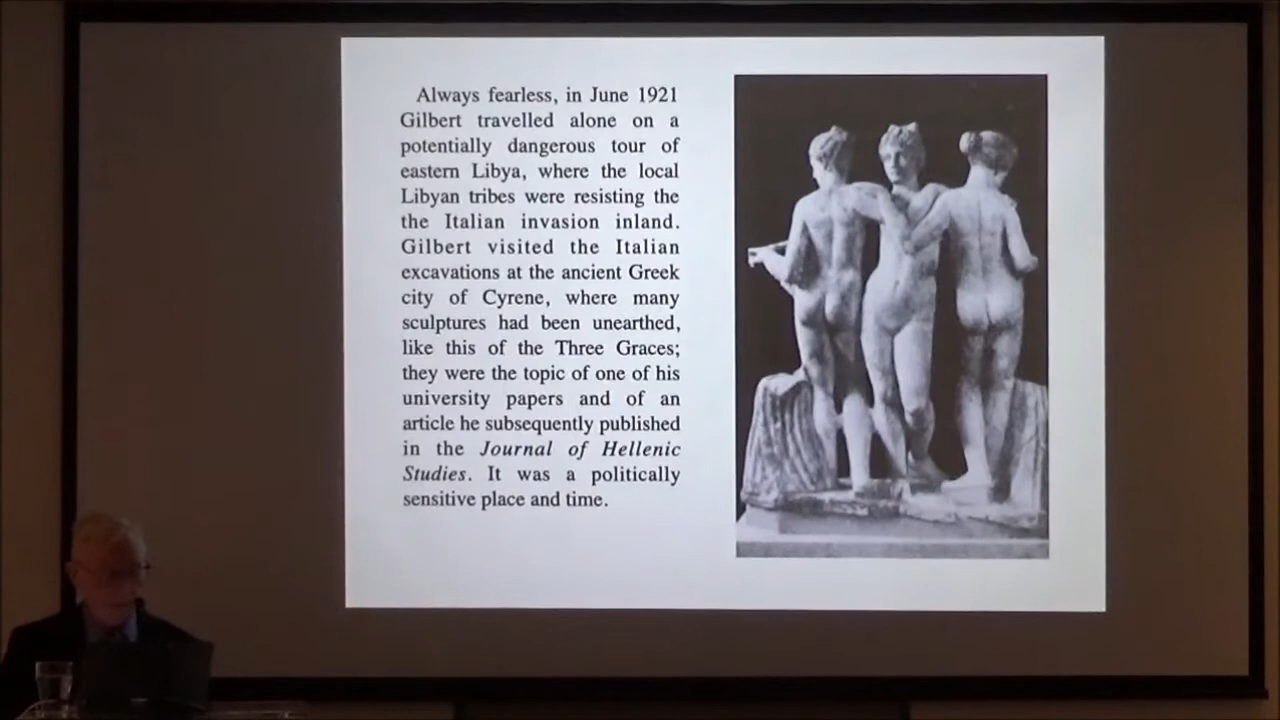 Always fearless, in June 1921
Gilbert travelled alone on a
potentially dangerous tour of
eastern Libya, where the local
Libyan tribes were resisting the
the Italian invasion inland.
Gilbert visited the Italian
excavations at the ancient Greek
city of Cyrene, where many
sculptures had been unearthed,
like this of the Three Graces;
they were the topic of one of his
university papers and of an
article he subsequently published
in the Journal of Hellenic
Studies. It was a politically
sensitive place and time.